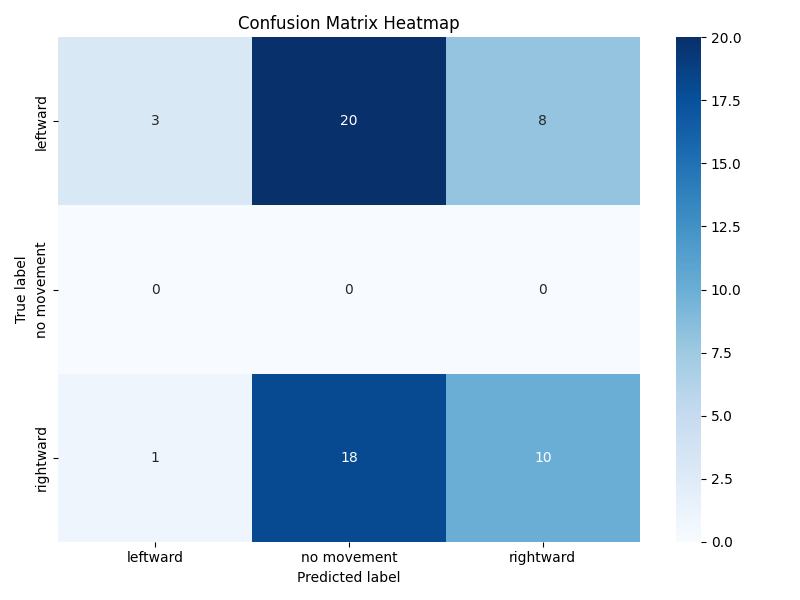 Confusion Matrix Heatmap
True label
leftward
3 20 8
no movement
0 0 0
rightward
1 18 10
leftward no movement rightward
Predicted label
20.0
17.5
15.0
12.5
10.0
7.5
5.0
2.5
0.0